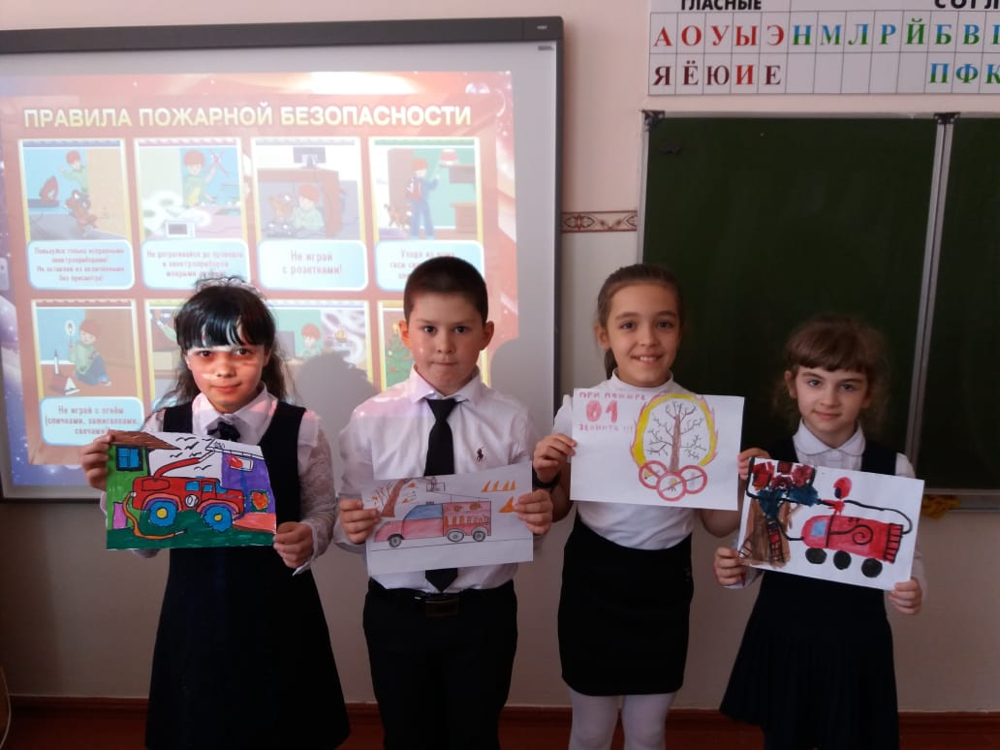 ГЛАСНЫЕ
СОГЛ
А О У Ы Э Н М Л Р Й Б В Г
Я Ё Ю И Е
П Ф К
ПРАВИЛА ПОЖАРНОЙ БЕЗОПАСНОСТИ
Пользуйся только исправными
электроприборами!
Не оставляй их включёнными
без присмотра!
Не дотрагивайся до проводов
и электроприборов
мокрыми руками!
Не играй
с розетками!
Уходя из дома
гаси
Не играй с огнём
(спичками, зажигалками,
свечами)
ПРИ ПОЖАРЕ
01
ЗВОНИТЬ !!!